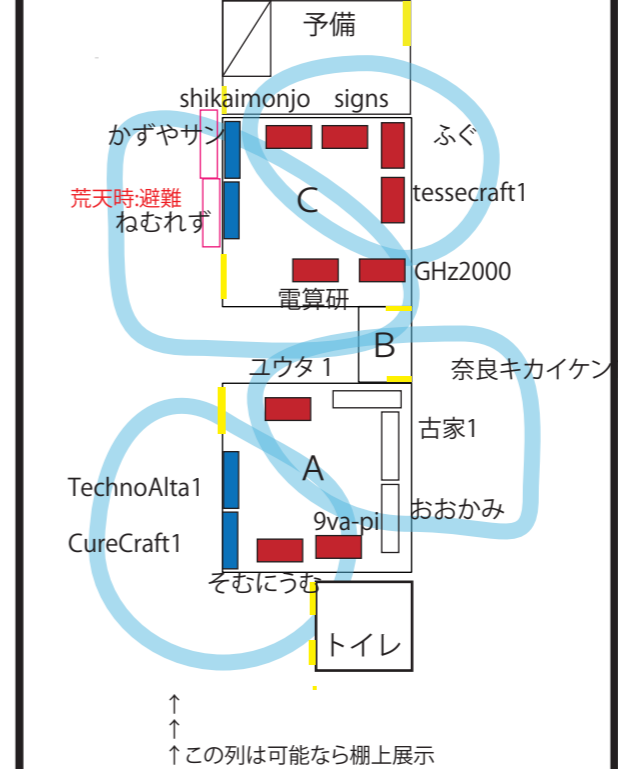 予備
shikaimonjo signs
かずやサン
ふぐ
荒天時:避難
ねむれず
C
tessecraft1
GHz2000
電算研
B
ユウタ 1
奈良キカイケン
古家1
A
TechnoAlta1
おおかみ
9va-pi
CureCraft1
そむにうむ
トイレ
↑
↑
↑この列は可能なら棚上展示